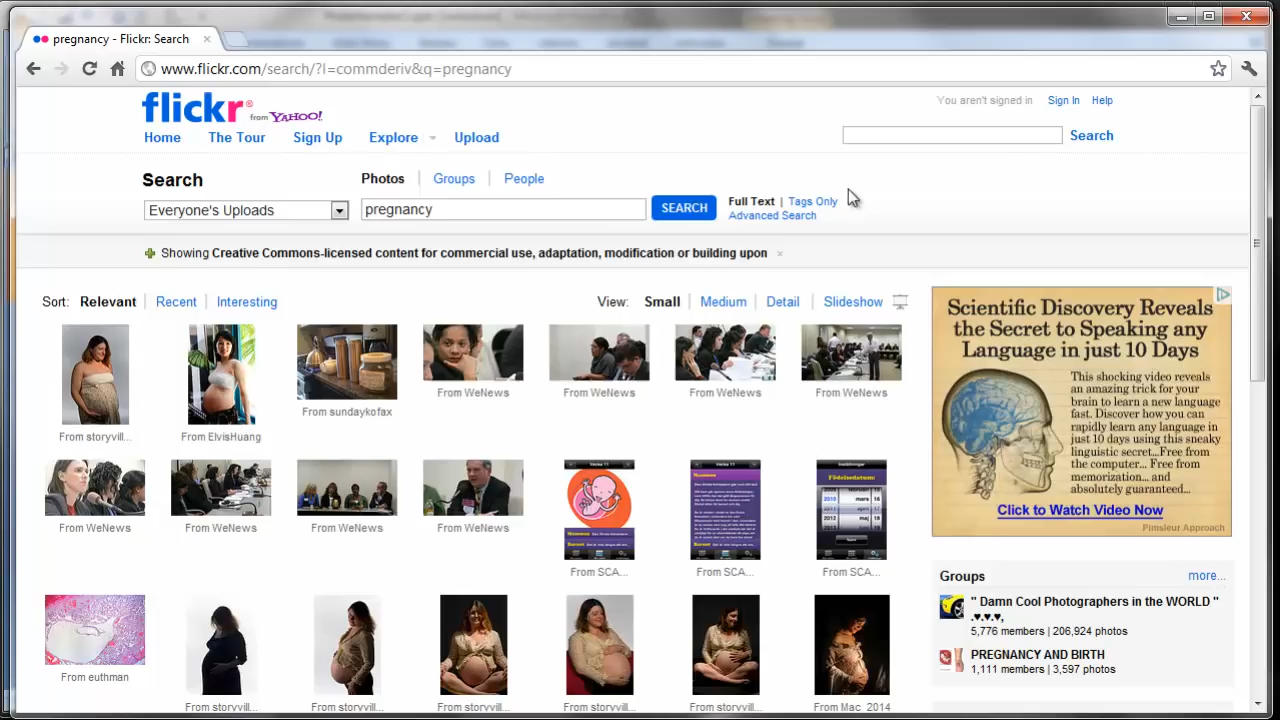 pregnancy - Flickr: Search
www.flickr.com/search/?l=commderiv&q=pregnancy
flickr® from YAHOO!
You aren't signed in Sign In Help
Home The Tour Sign Up Explore Upload
Search
Search
Photos Groups People
Everyone's Uploads
pregnancy
SEARCH
Full Text | Tags Only
Advanced Search
Showing Creative Commons-licensed content for commercial use, adaptation, modification or building upon
Sort: Relevant Recent Interesting
View: Small Medium Detail Slideshow
From storyvill...
From ElvisHuang
From sundaykofax
From WeNews
From WeNews
From WeNews
From WeNews
From WeNews
From WeNews
From WeNews
From WeNews
From SCA...
From SCA...
From SCA...
From euthman
From storyvill...
From storyvill...
From storyvill...
From storyvill...
From storyvill...
From Mac_2014
Scientific Discovery Reveals
the Secret to Speaking any
Language in just 10 Days
This shocking video reveals
an amazing trick for your
brain to learn a new language
fast. Discover how you can
rapidly learn any language
in just 10 days using this sneaky
linguistic secret...Free from
the computer... Free from
memorization...and
absolutely guaranteed...
Click to Watch Video Now
Pimsleur Approach
Groups more...
" Damn Cool Photographers in the WORLD "
.♥.♥.♥,
5,776 members | 206,924 photos
PREGNANCY AND BIRTH
1,111 members | 3,597 photos